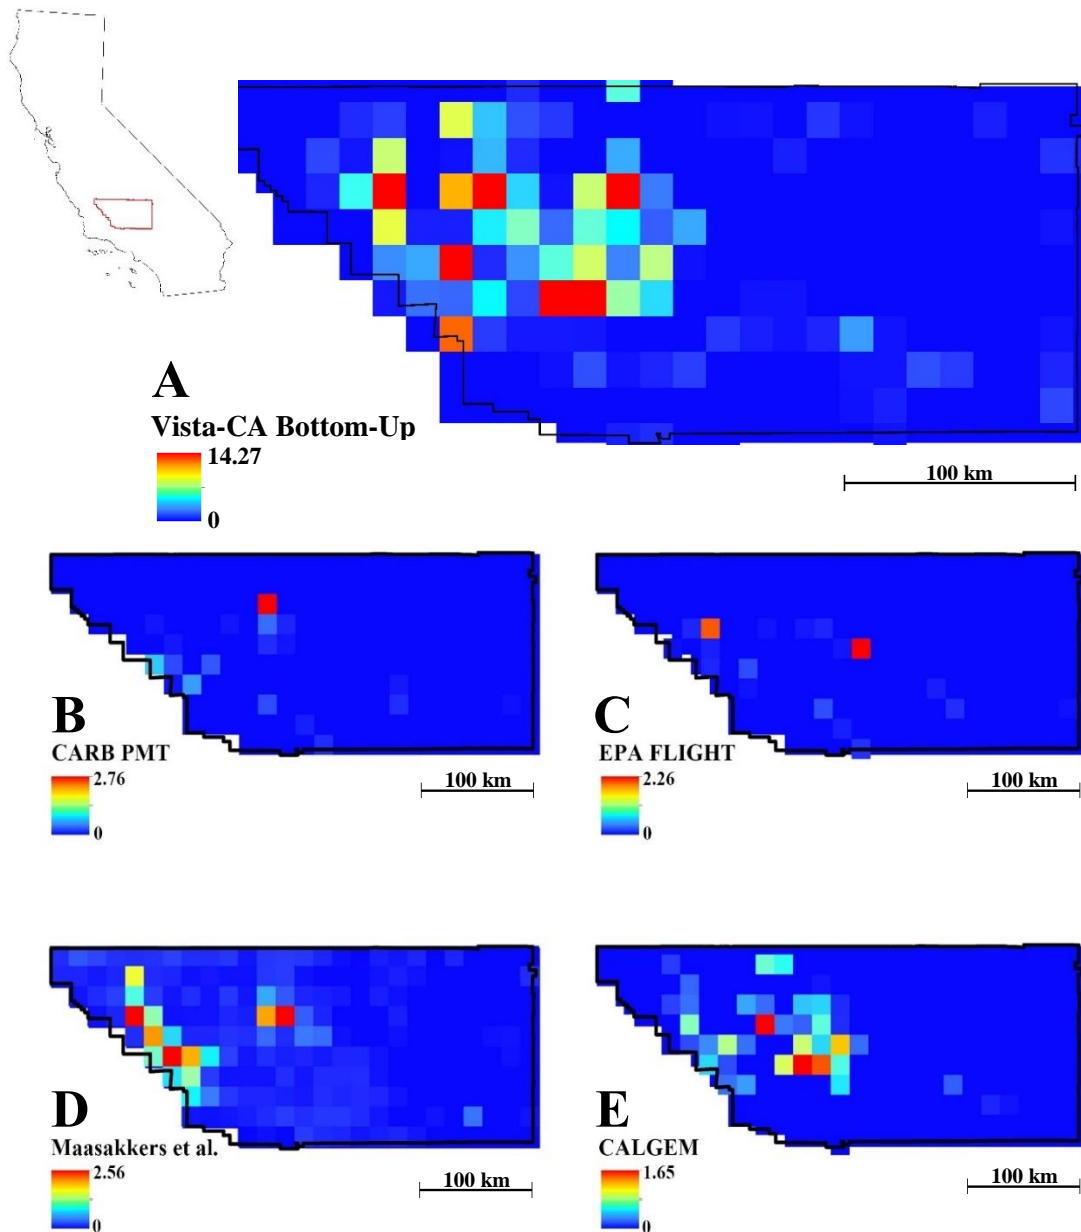 A
Vista-CA Bottom-Up
14.27
0
100 km
B
CARB PMT
2.76
0
100 km
C
EPA FLIGHT
2.26
0
100 km
D
Maasakkers et al.
2.56
0
100 km
E
CALGEM
1.65
0
100 km